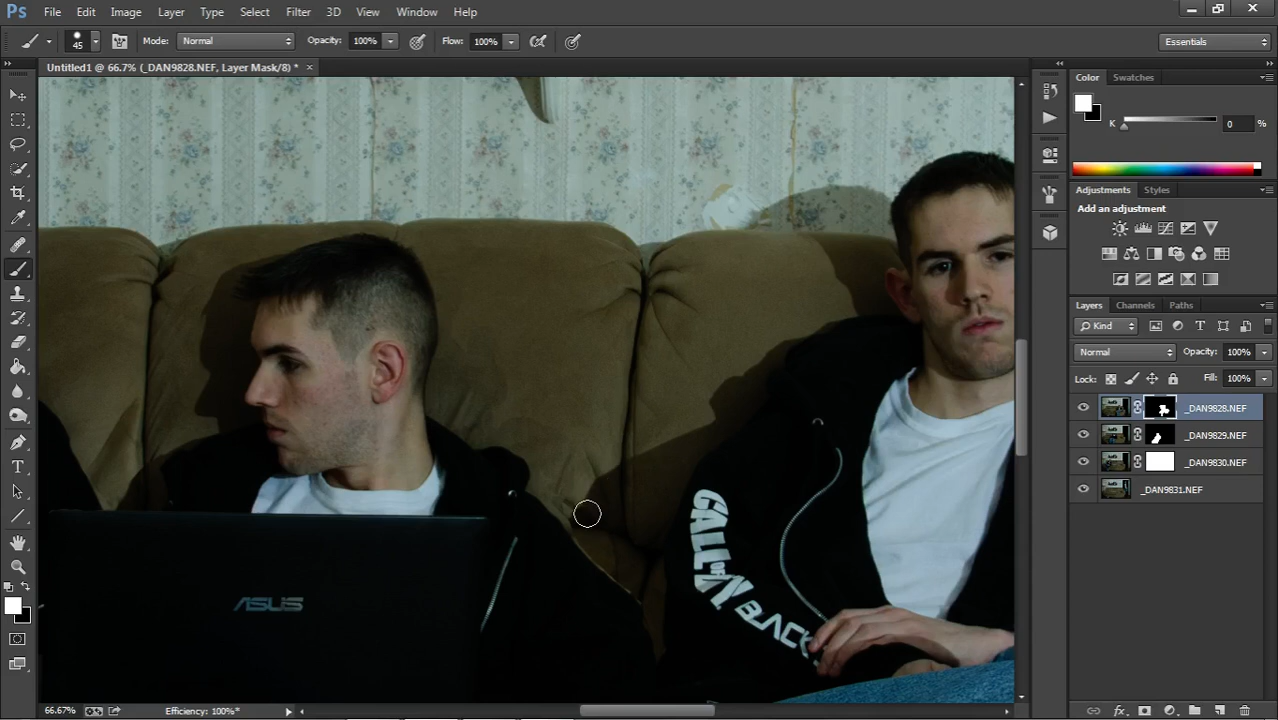 Ps File Edit Image Layer Type Select Filter 3D View Window Help
45 Mode: Normal Opacity: 100% Flow: 100% Essentials
Untitled1 @ 66.7% (_DAN9828.NEF, Layer Mask/8) * ×
Color Swatches
K 0 %
Adjustments Styles
Add an adjustment
Layers Channels Paths
Kind
Normal Opacity: 100%
Lock: Fill: 100%
_DAN9828.NEF
_DAN9829.NEF
_DAN9830.NEF
_DAN9831.NEF
CALL OF
BLACK
ASUS
66.67% Efficiency: 100%*